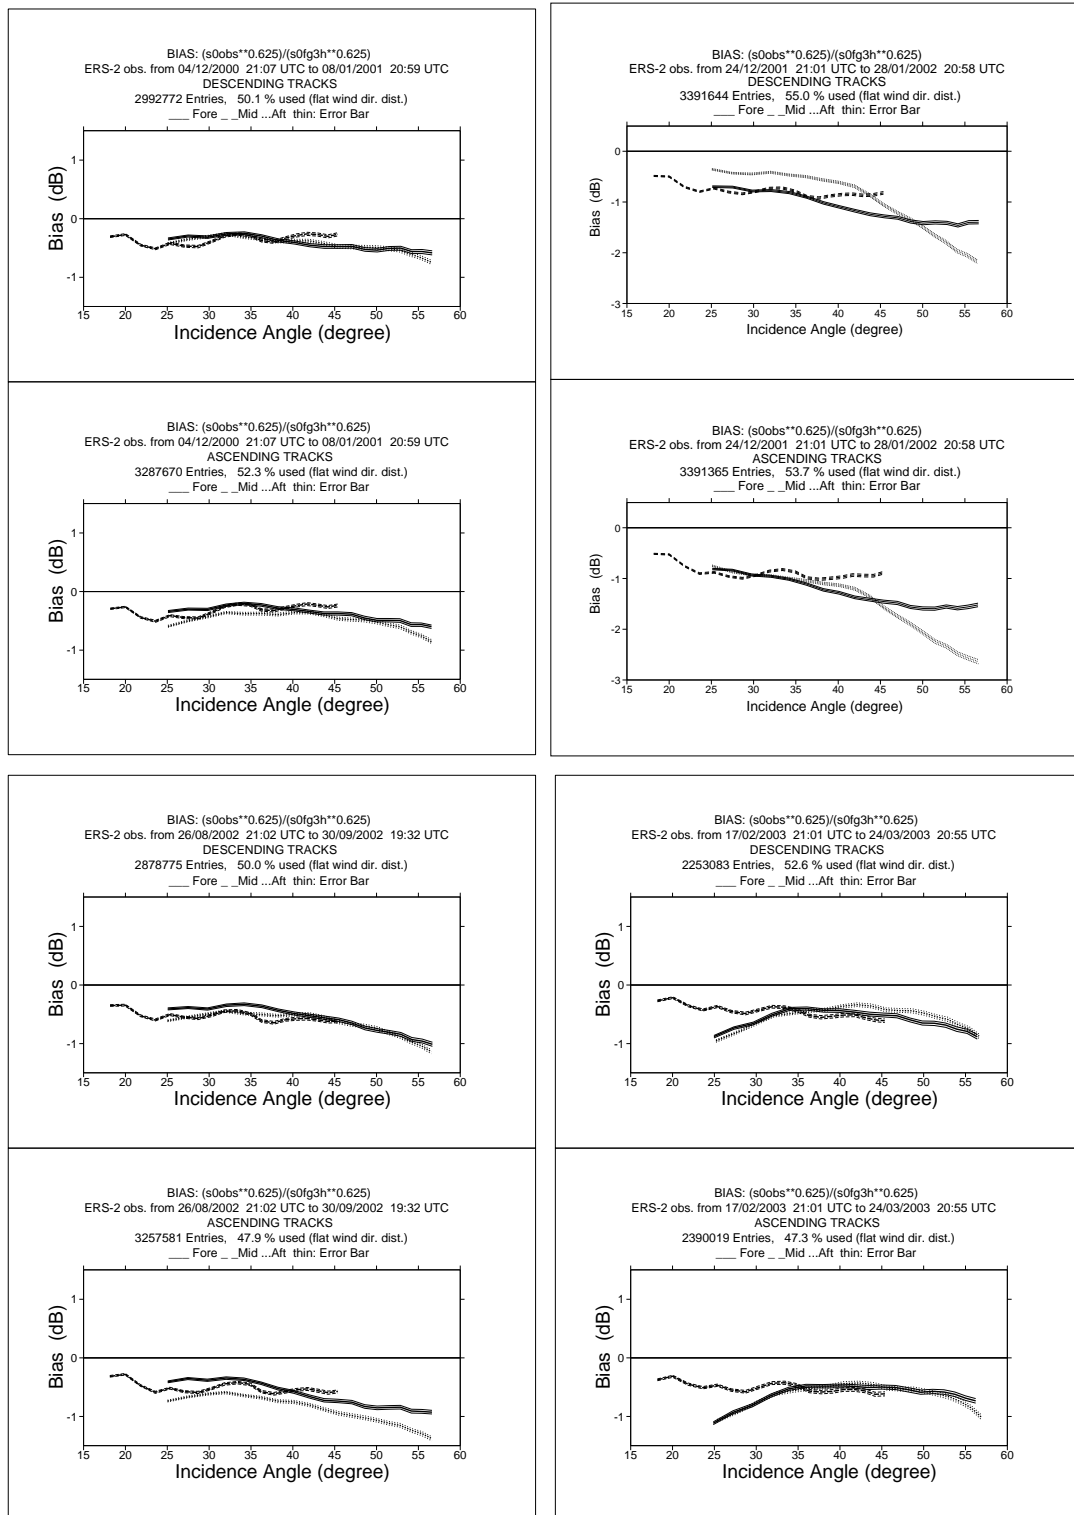 BIAS: (s0obs**0.625)/(s0fg3h**0.625)
ERS-2 obs. from 04/12/2000 21:07 UTC to 08/01/2001 20:59 UTC
DESCENDING TRACKS
2992772 Entries, 50.1 % used (flat wind dir. dist.)
___ Fore _ _Mid ...Aft thin: Error Bar
1
0
-1
Bias (dB)
15 20 25 30 35 40 45 50 55 60
Incidence Angle (degree)
BIAS: (s0obs**0.625)/(s0fg3h**0.625)
ERS-2 obs. from 24/12/2001 21:01 UTC to 28/01/2002 20:58 UTC
DESCENDING TRACKS
3391644 Entries, 55.0 % used (flat wind dir. dist.)
___ Fore _ _Mid ...Aft thin: Error Bar
0
-1
-2
-3
Bias (dB)
15 20 25 30 35 40 45 50 55 60
Incidence Angle (degree)
BIAS: (s0obs**0.625)/(s0fg3h**0.625)
ERS-2 obs. from 04/12/2000 21:07 UTC to 08/01/2001 20:59 UTC
ASCENDING TRACKS
3287670 Entries, 52.3 % used (flat wind dir. dist.)
___ Fore _ _Mid ...Aft thin: Error Bar
1
0
-1
Bias (dB)
15 20 25 30 35 40 45 50 55 60
Incidence Angle (degree)
BIAS: (s0obs**0.625)/(s0fg3h**0.625)
ERS-2 obs. from 24/12/2001 21:01 UTC to 28/01/2002 20:58 UTC
ASCENDING TRACKS
3391365 Entries, 53.7 % used (flat wind dir. dist.)
___ Fore _ _Mid ...Aft thin: Error Bar
0
-1
-2
-3
Bias (dB)
15 20 25 30 35 40 45 50 55 60
Incidence Angle (degree)
BIAS: (s0obs**0.625)/(s0fg3h**0.625)
ERS-2 obs. from 26/08/2002 21:02 UTC to 30/09/2002 19:32 UTC
DESCENDING TRACKS
2878775 Entries, 50.0 % used (flat wind dir. dist.)
___ Fore _ _Mid ...Aft thin: Error Bar
1
0
-1
Bias (dB)
15 20 25 30 35 40 45 50 55 60
Incidence Angle (degree)
BIAS: (s0obs**0.625)/(s0fg3h**0.625)
ERS-2 obs. from 17/02/2003 21:01 UTC to 24/03/2003 20:55 UTC
DESCENDING TRACKS
2253083 Entries, 52.6 % used (flat wind dir. dist.)
___ Fore _ _Mid ...Aft thin: Error Bar
1
0
-1
Bias (dB)
15 20 25 30 35 40 45 50 55 60
Incidence Angle (degree)
BIAS: (s0obs**0.625)/(s0fg3h**0.625)
ERS-2 obs. from 26/08/2002 21:02 UTC to 30/09/2002 19:32 UTC
ASCENDING TRACKS
3257581 Entries, 47.9 % used (flat wind dir. dist.)
___ Fore _ _Mid ...Aft thin: Error Bar
1
0
-1
Bias (dB)
15 20 25 30 35 40 45 50 55 60
Incidence Angle (degree)
BIAS: (s0obs**0.625)/(s0fg3h**0.625)
ERS-2 obs. from 17/02/2003 21:01 UTC to 24/03/2003 20:55 UTC
ASCENDING TRACKS
2390019 Entries, 47.3 % used (flat wind dir. dist.)
___ Fore _ _Mid ...Aft thin: Error Bar
1
0
-1
Bias (dB)
15 20 25 30 35 40 45 50 55 60
Incidence Angle (degree)